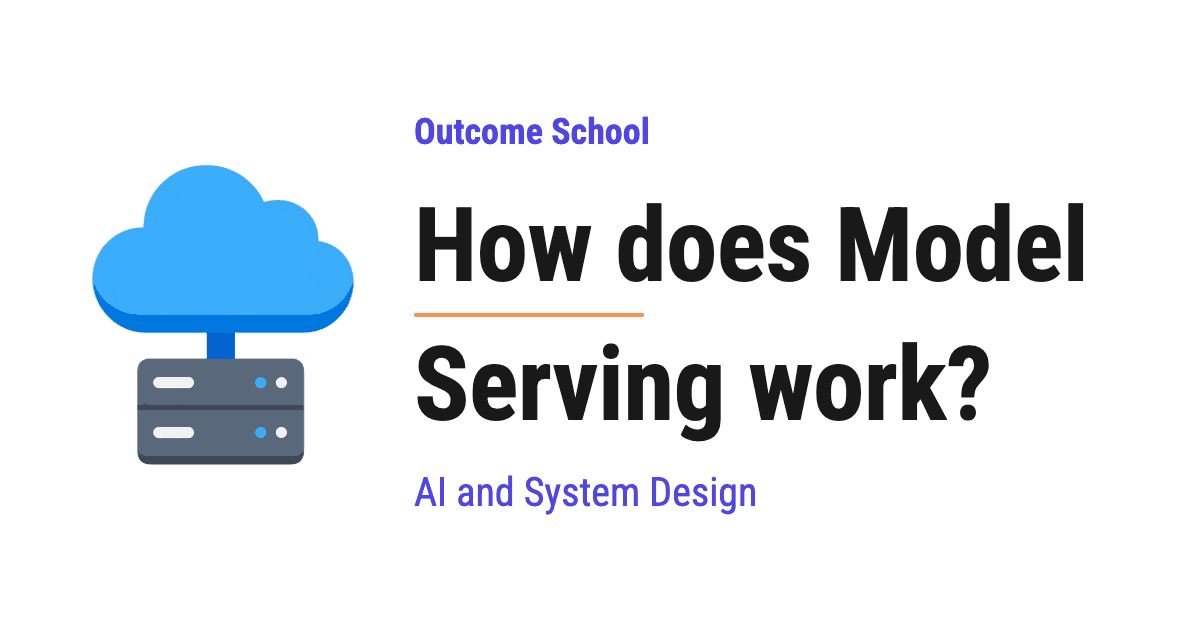 Outcome School
How does Model
Serving work?
AI and System Design